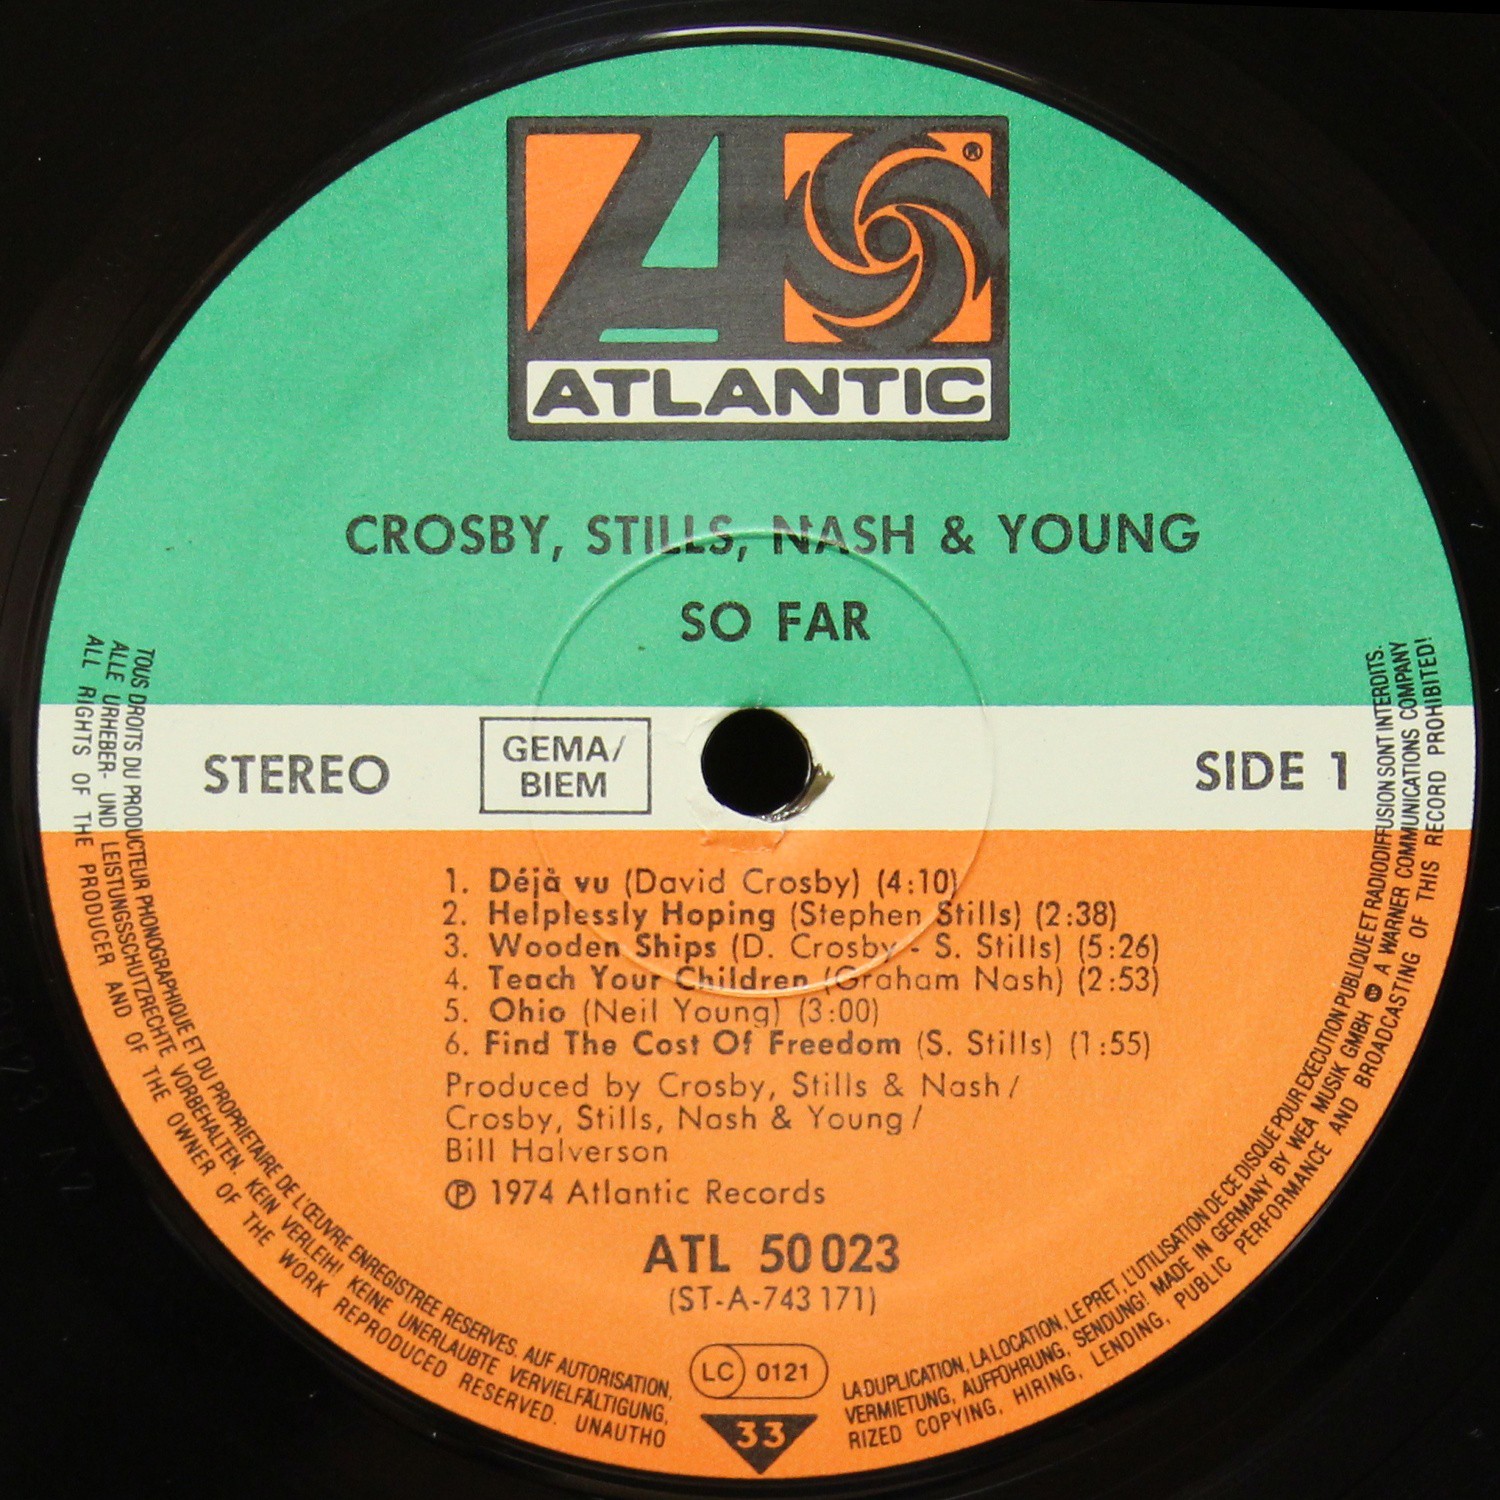 ®
ATLANTIC
CROSBY, STILLS, NASH & YOUNG
SO FAR
STEREO
GEMA/
BIEM
SIDE 1
1. Déjà vu (David Crosby) (4:10)
2. Helplessly Hoping (Stephen Stills) (2:38)
3. Wooden Ships (D. Crosby - S. Stills) (5:26)
4. Teach Your Children (Graham Nash) (2:53)
5. Ohio (Neil Young) (3:00)
6. Find The Cost Of Freedom (S. Stills) (1:55)
Produced by Crosby, Stills & Nash /
Crosby, Stills, Nash & Young /
Bill Halverson
℗ 1974 Atlantic Records
ATL 50 023
(ST-A-743 171)
LC 0121
33
TOUS DROITS DU PRODUCTEUR PHONOGRAPHIQUE ET DU PROPRIETAIRE DE L'ŒUVRE ENREGISTREE RESERVES. AUF AUTORISATION, LA DUPLICATION, LA LOCATION, LE PRET, L'UTILISATION DE CE DISQUE POUR EXECUTION PUBLIQUE ET RADIODIFFUSION SONT INTERDITS.
ALLE URHEBER- UND LEISTUNGSSCHUTZRECHTE VORBEHALTEN. KEIN VERLEIH! KEINE UNERLAUBTE VERVIELFÄLTIGUNG, VERMIETUNG, AUFFÜHRUNG, SENDUNG! MADE IN GERMANY BY WEA MUSIK GMBH A WARNER COMMUNICATIONS COMPANY
ALL RIGHTS OF THE PRODUCER AND OF THE OWNER OF THE WORK REPRODUCED RESERVED. UNAUTHORIZED COPYING, HIRING, LENDING, PUBLIC PERFORMANCE AND BROADCASTING OF THIS RECORD PROHIBITED!